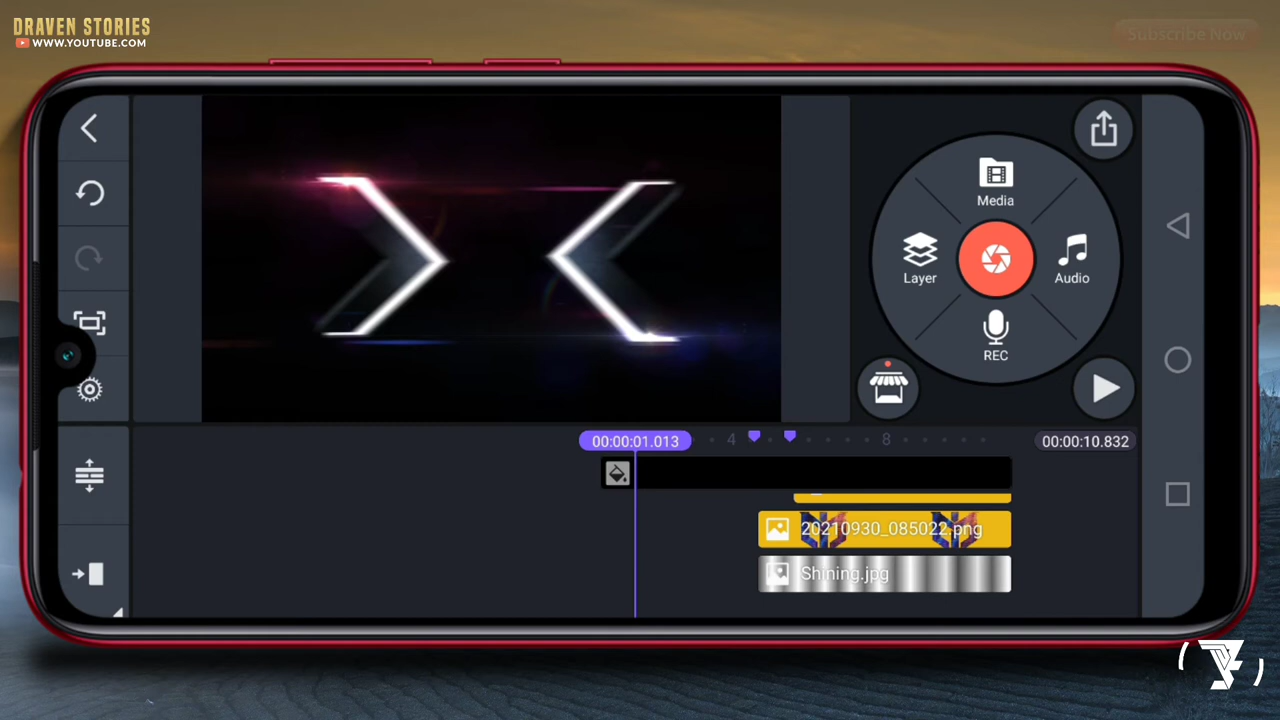 DRAVEN STORIES
WWW.YOUTUBE.COM
Subscribe Now
Media
Layer
Audio
REC
00:00:01.013
4
8
00:00:10.832
20210930_085022.png
Shining.jpg